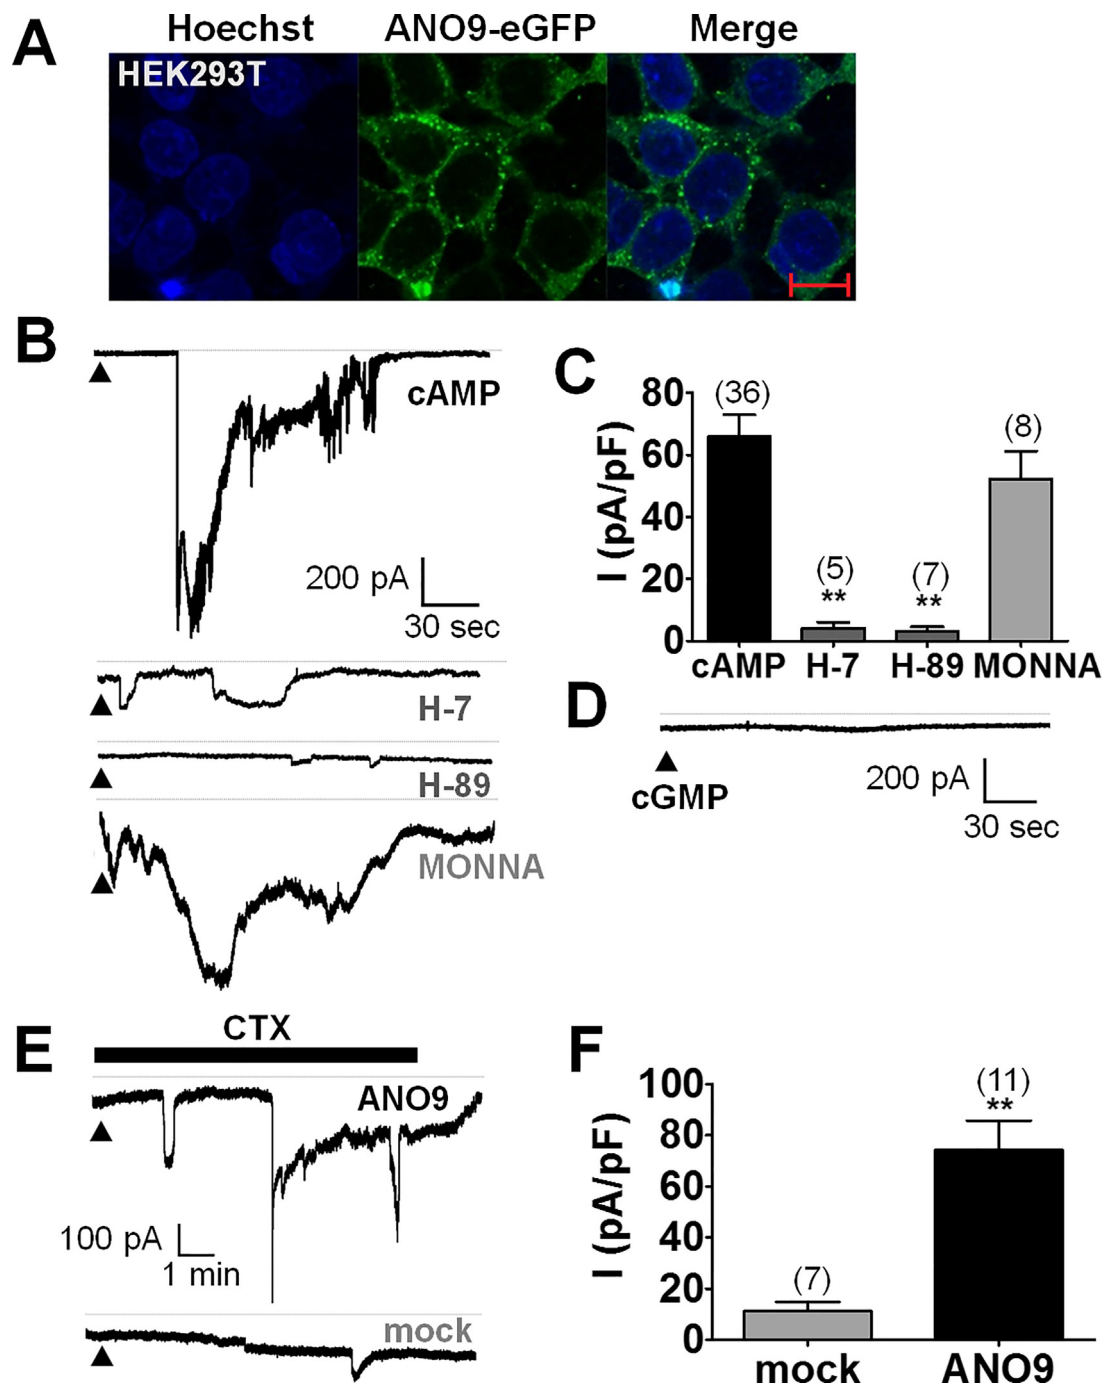 A
Hoechst ANO9-eGFP Merge
HEK293T
B
cAMP
200 pA
30 sec
H-7
H-89
MONNA
C
I (pA/pF)
80
60
40
20
0
(36)
(5)
**
(7)
**
(8)
cAMP H-7 H-89 MONNA
D
cGMP
200 pA
30 sec
E
CTX
ANO9
100 pA
1 min
mock
F
I (pA/pF)
100
80
60
40
20
0
(7)
(11)
**
mock ANO9